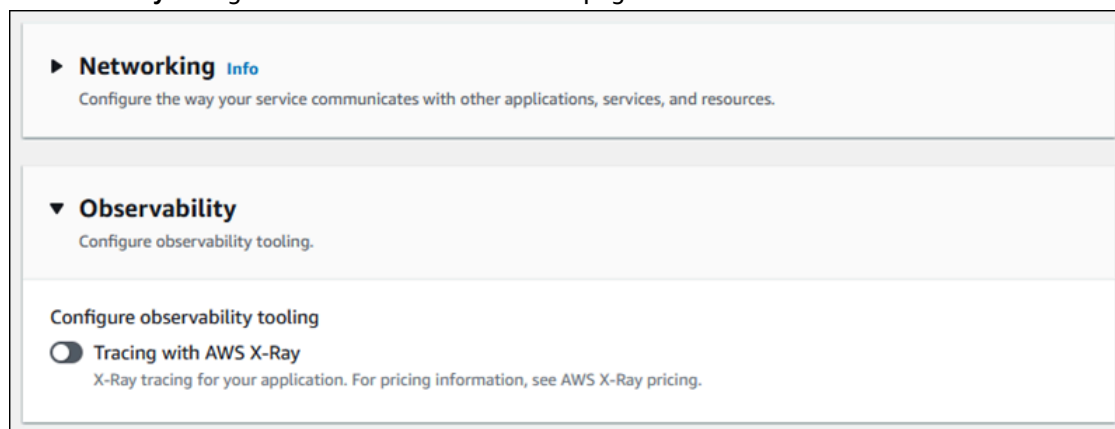 Networking Info
Configure the way your service communicates with other applications, services, and resources.
Observability
Configure observability tooling.
Configure observability tooling
Tracing with AWS X-Ray
X-Ray tracing for your application. For pricing information, see AWS X-Ray pricing.